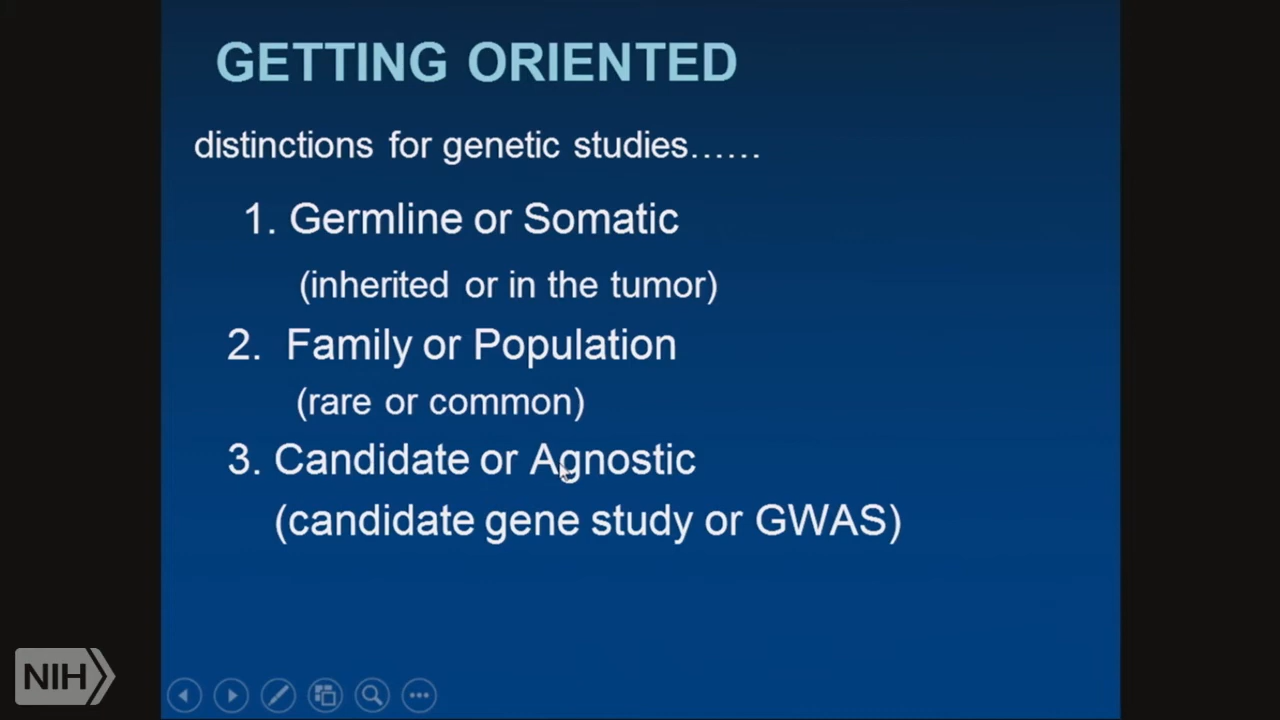 GETTING ORIENTED
distinctions for genetic studies......
1. Germline or Somatic
(inherited or in the tumor)
2. Family or Population
(rare or common)
3. Candidate or Agnostic
(candidate gene study or GWAS)
NIH